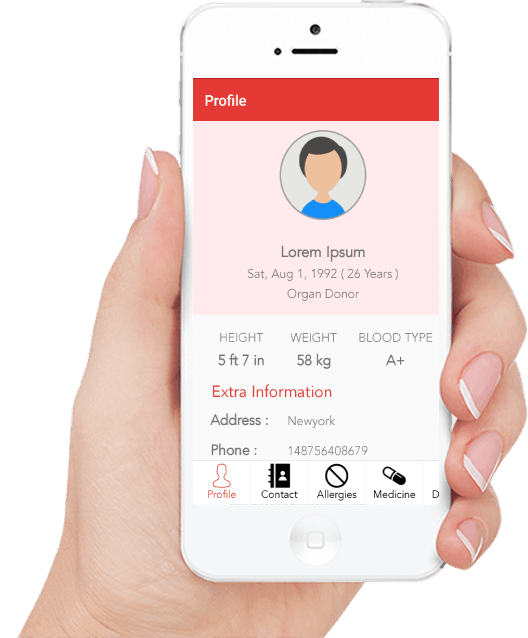 Profile
Lorem Ipsum
Sat, Aug 1, 1992 ( 26 Years )
Organ Donor
HEIGHT WEIGHT BLOOD TYPE
5 ft 7 in 58 kg A+
Extra Information
Address : Newyork
Phone : 148756408679
Profile Contact Allergies Medicine D